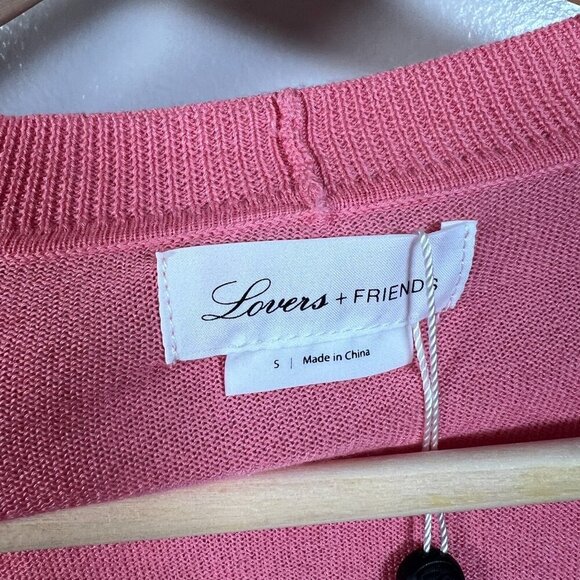 Lovers + FRIENDS
S | Made in China